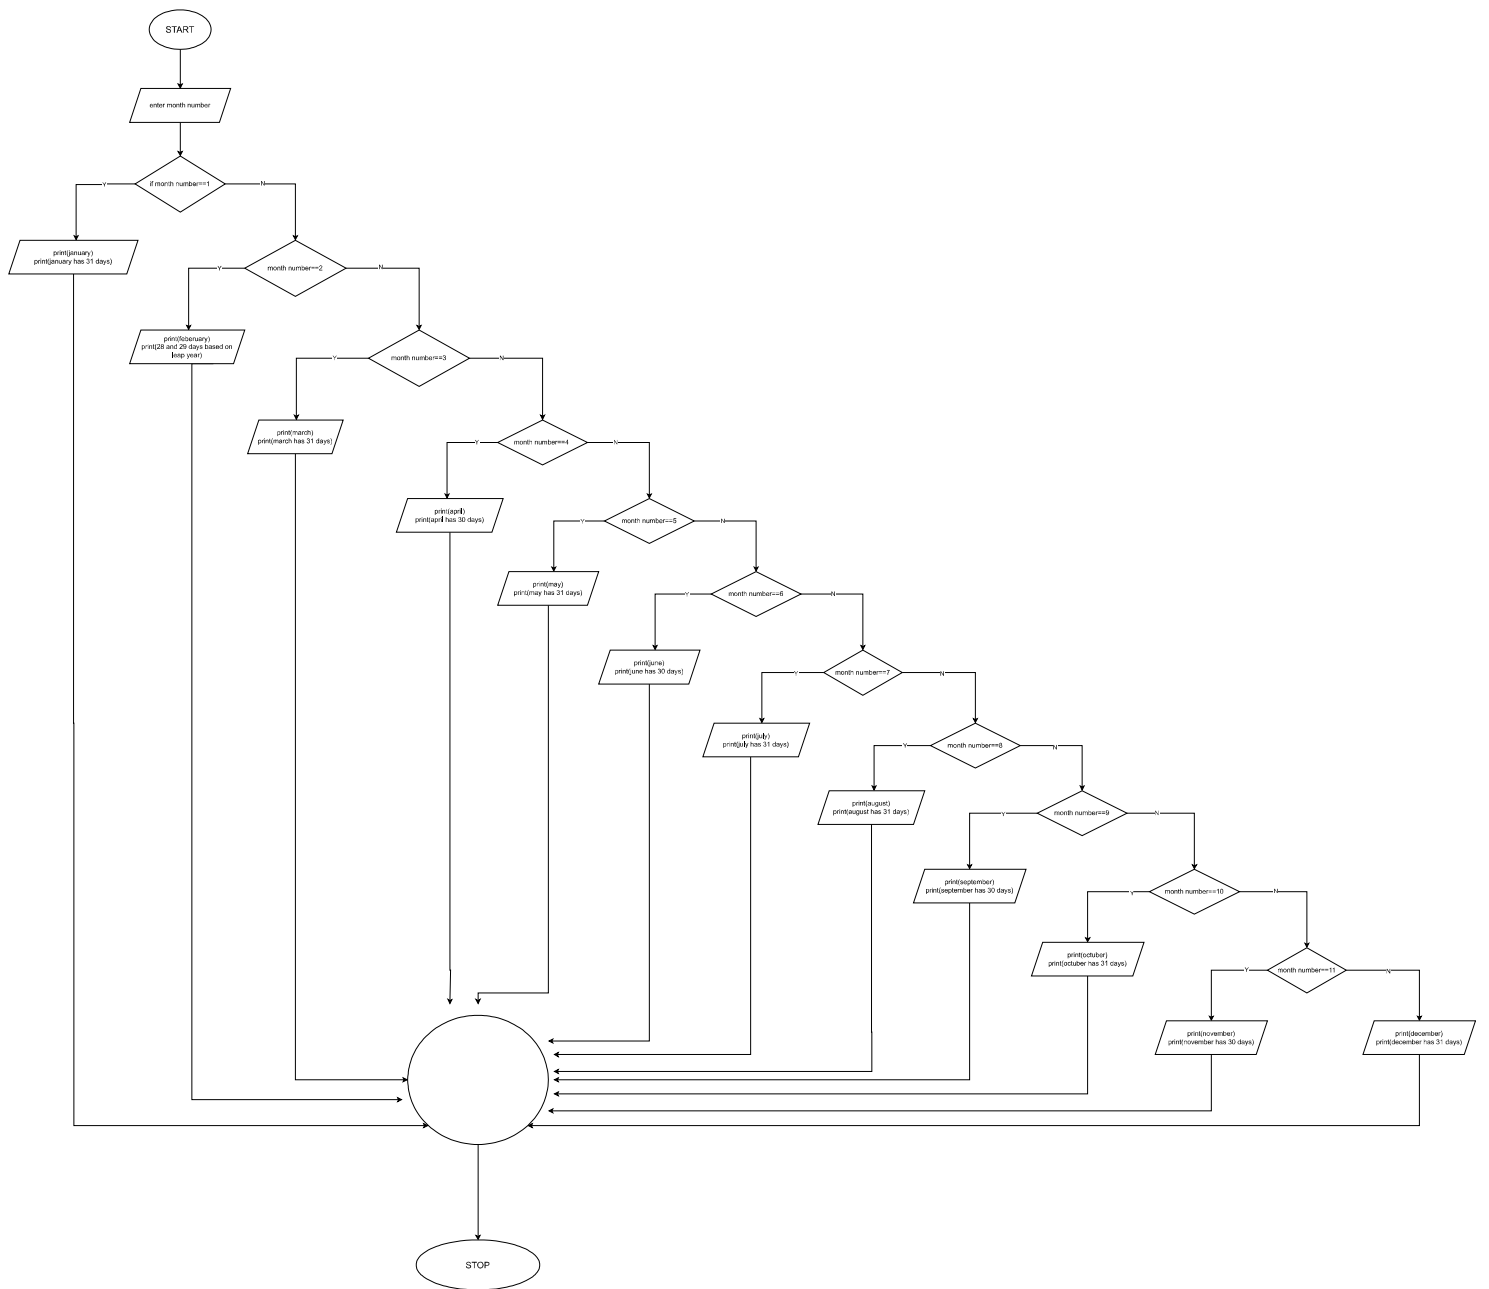 START
enter month number
if month number==1
Y
N
print(january)
print(january has 31 days)
month number==2
Y
N
print(feberuary)
print(28 and 29 days based on
leap year)
month number==3
Y
N
print(march)
print(march has 31 days)
month number==4
Y
N
print(april)
print(april has 30 days)
month number==5
Y
N
print(may)
print(may has 31 days)
month number==6
Y
N
print(june)
print(june has 30 days)
month number==7
Y
N
print(july)
print(july has 31 days)
month number==8
Y
N
print(august)
print(august has 31 days)
month number==9
Y
N
print(september)
print(september has 30 days)
month number==10
Y
N
print(octuber)
print(octuber has 31 days)
month number==11
Y
N
print(november)
print(november has 30 days)
print(december)
print(december has 31 days)
STOP